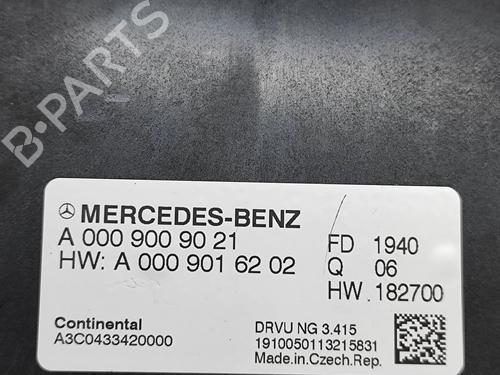 B-PARTS
MERCEDES-BENZ
A 000 900 90 21
HW: A 000 901 62 02
FD 1940
Q 06
HW 182700
Continental
A3C0433420000
DRVU NG 3.415
1910050113215831
Made.in.Czech.Rep.